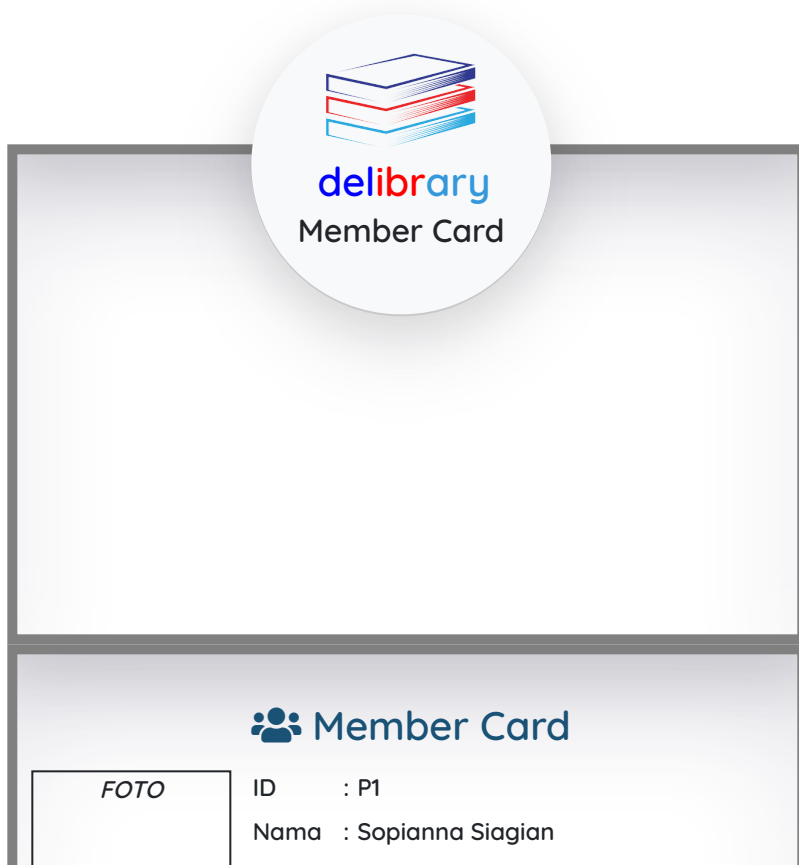 delibrary
Member Card
Member Card
FOTO
ID : P1
Nama : Sopianna Siagian